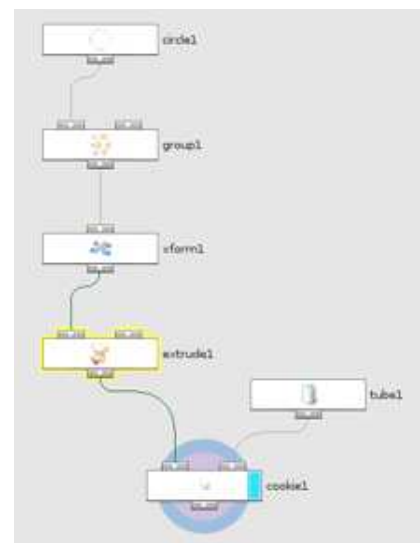 circle1
group1
xform1
extrude1
tube1
cookie1